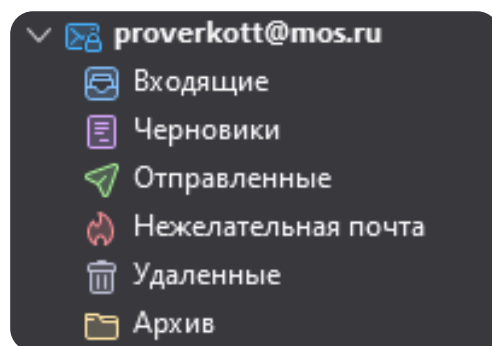 proverkott@mos.ru
Входящие
Черновики
Отправленные
Нежелательная почта
Удаленные
Архив